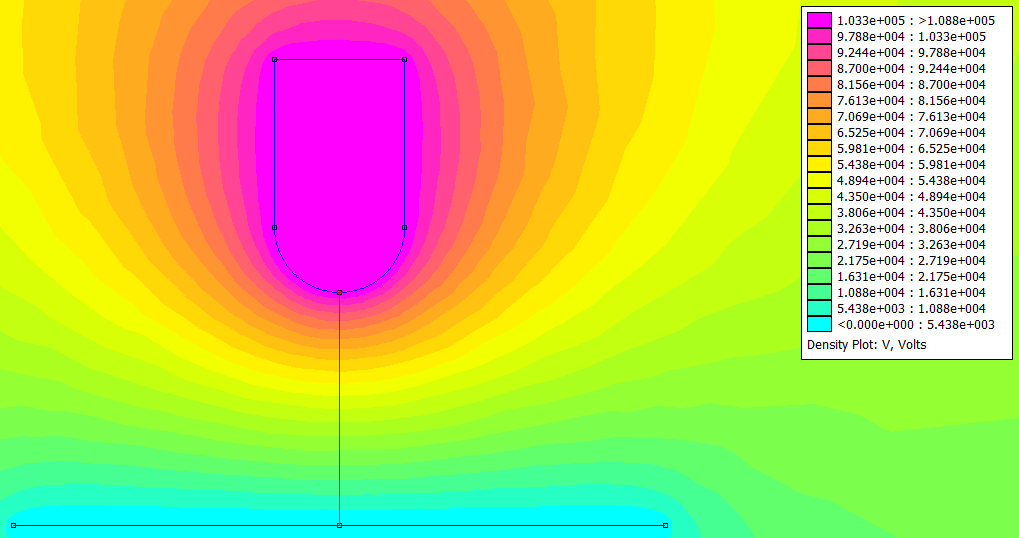 1.033e+005 : >1.088e+005
9.788e+004 : 1.033e+005
9.244e+004 : 9.788e+004
8.700e+004 : 9.244e+004
8.156e+004 : 8.700e+004
7.613e+004 : 8.156e+004
7.069e+004 : 7.613e+004
6.525e+004 : 7.069e+004
5.981e+004 : 6.525e+004
5.438e+004 : 5.981e+004
4.894e+004 : 5.438e+004
4.350e+004 : 4.894e+004
3.806e+004 : 4.350e+004
3.263e+004 : 3.806e+004
2.719e+004 : 3.263e+004
2.175e+004 : 2.719e+004
1.631e+004 : 2.175e+004
1.088e+004 : 1.631e+004
5.438e+003 : 1.088e+004
<0.000e+000 : 5.438e+003
Density Plot: V, Volts